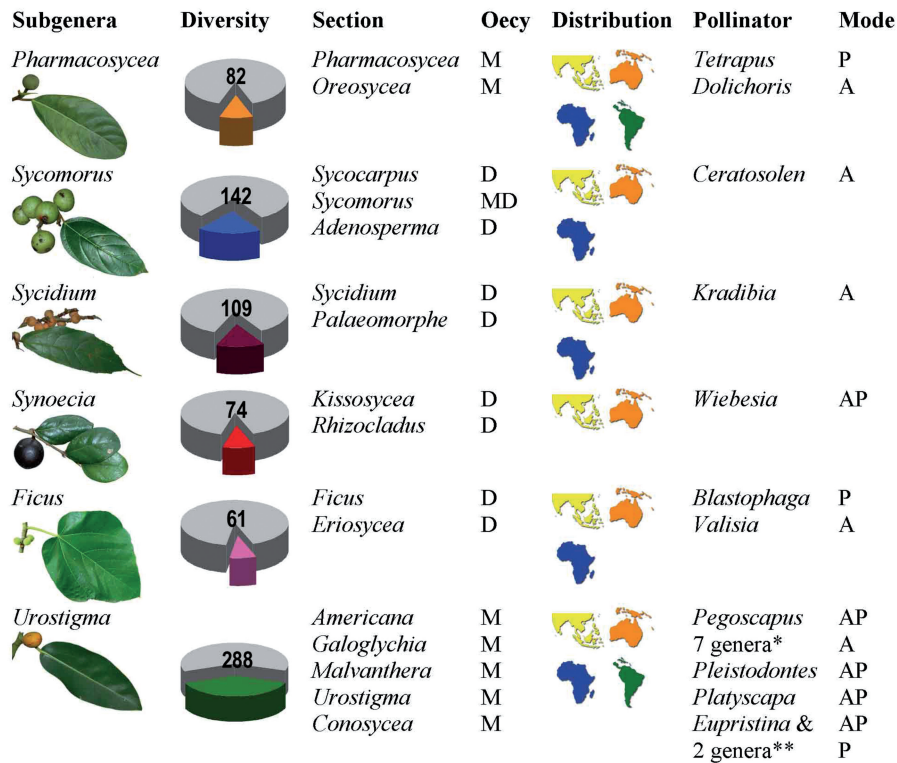 Subgenera Diversity Section Oecy Distribution Pollinator Mode
Pharmacosycea 82 Pharmacosycea M Tetrapus P
Oreosycea M Dolichoris A
Sycomorus 142 Sycocarpus D Ceratosolen A
Sycomorus MD
Adenosperma D
Sycidium 109 Sycidium D Kradibia A
Palaeomorphe D
Synoecia 74 Kissosycea D Wiebesia AP
Rhizocladus D
Ficus 61 Ficus D Blastophaga P
Eriosycea D Valisia A
Urostigma 288 Americana M Pegoscapus AP
Galoglychia M 7 genera* A
Malvanthera M Pleistodontes AP
Urostigma M Platyscapa AP
Conosycea M Eupristina & AP
2 genera** P